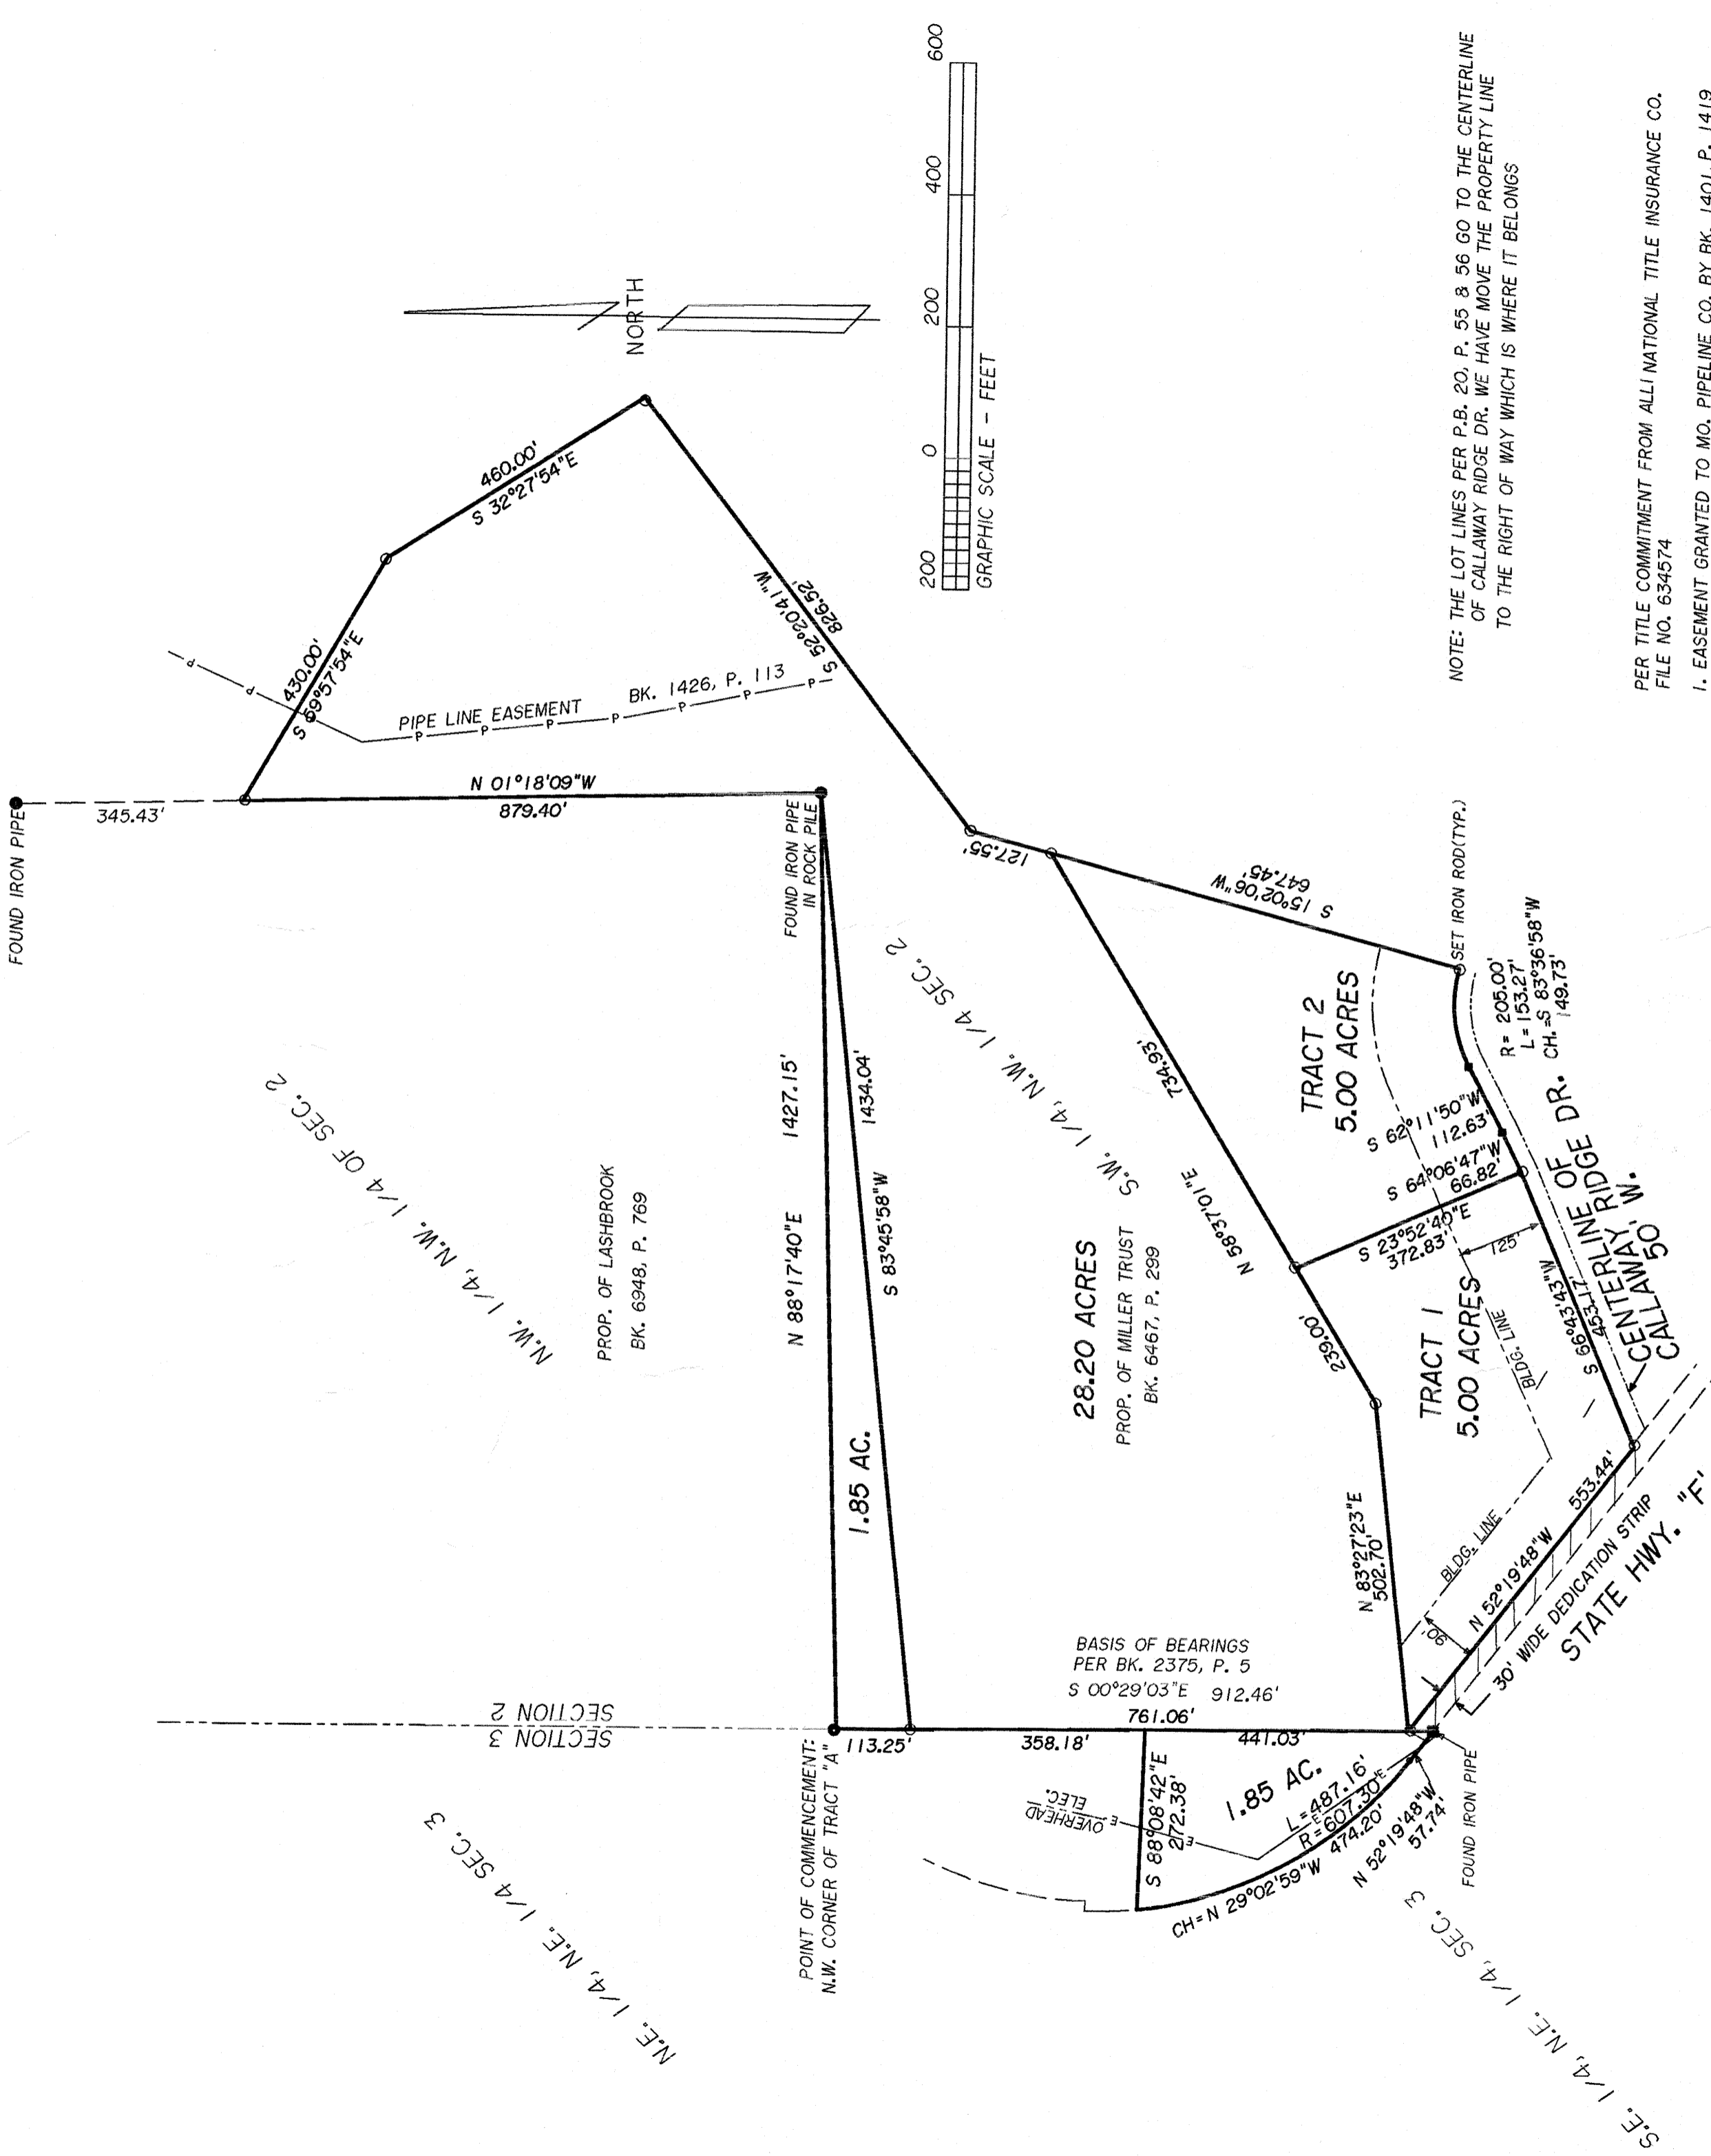 FOUND IRON PIPE
345.43'
430.00'
S 69°57'54"E
460.00'
S 32°27'54"E
NORTH
PIPE LINE EASEMENT
BK. 1426, P. 113
P
P
P
P
P
P
P
P
P
N 01°18'09"W
879.40'
FOUND IRON PIPE
IN ROCK PILE
S 52°20'41"W
826.52'
127.55'
200
0
200
400
600
GRAPHIC SCALE - FEET
N.W. 1/4, N.W. 1/4 OF SEC. 2
PROP. OF LASHBROOK
BK. 6948, P. 769
N 88°17'40"E
1427.15'
1434.04'
S 83°45'58"W
1.85 AC.
S.W. 1/4, N.W. 1/4 SEC. 2
28.20 ACRES
PROP. OF MILLER TRUST
BK. 6467, P. 299
734.93'
N 58°37'01"E
239.00'
S 15°02'06"W
647.45'
SET IRON ROD(TYP.)
TRACT 2
5.00 ACRES
R= 205.00'
L=153.27'
CH.=S 83°36'58"W
149.73'
S 62°11'50"W
112.63'
S 64°06'47"W
66.82'
S 23°52'40"E
372.83'
125'
TRACT 1
5.00 ACRES
BLDG. LINE
S 66°43'43"W
453.17'
CENTERLINE OF
CALLAWAY RIDGE DR.
50' W.
N 83°27'23"E
502.70'
BLDG. LINE
90'
N 52°19'48"W
553.44'
30' WIDE DEDICATION STRIP
STATE HWY. "F"
BASIS OF BEARINGS
PER BK. 2375, P. 5
S 00°29'03"E 912.46'
761.06'
SECTION 2
SECTION 3
POINT OF COMMENCEMENT:
N.W. CORNER OF TRACT "A"
113.25'
358.18'
441.03'
S 88°08'42"E
272.38'
OVERHEAD
ELEC.
E
E
E
E
1.85 AC.
L=487.16'
R=607.30'
CH=N 29°02'59"W 474.20'
N 52°19'48"W
57.74'
FOUND IRON PIPE
N.E. 1/4, N.E. 1/4 SEC. 3
S.E. 1/4, N.E. 1/4, SEC. 3
NOTE: THE LOT LINES PER P.B. 20, P. 55 & 56 GO TO THE CENTERLINE
OF CALLAWAY RIDGE DR. WE HAVE MOVE THE PROPERTY LINE
TO THE RIGHT OF WAY WHICH IS WHERE IT BELONGS
PER TITLE COMMITMENT FROM ALLI NATIONAL TITLE INSURANCE CO.
FILE NO. 634574
1. EASEMENT GRANTED TO MO. PIPELINE CO. BY BK. 1401, P. 1419